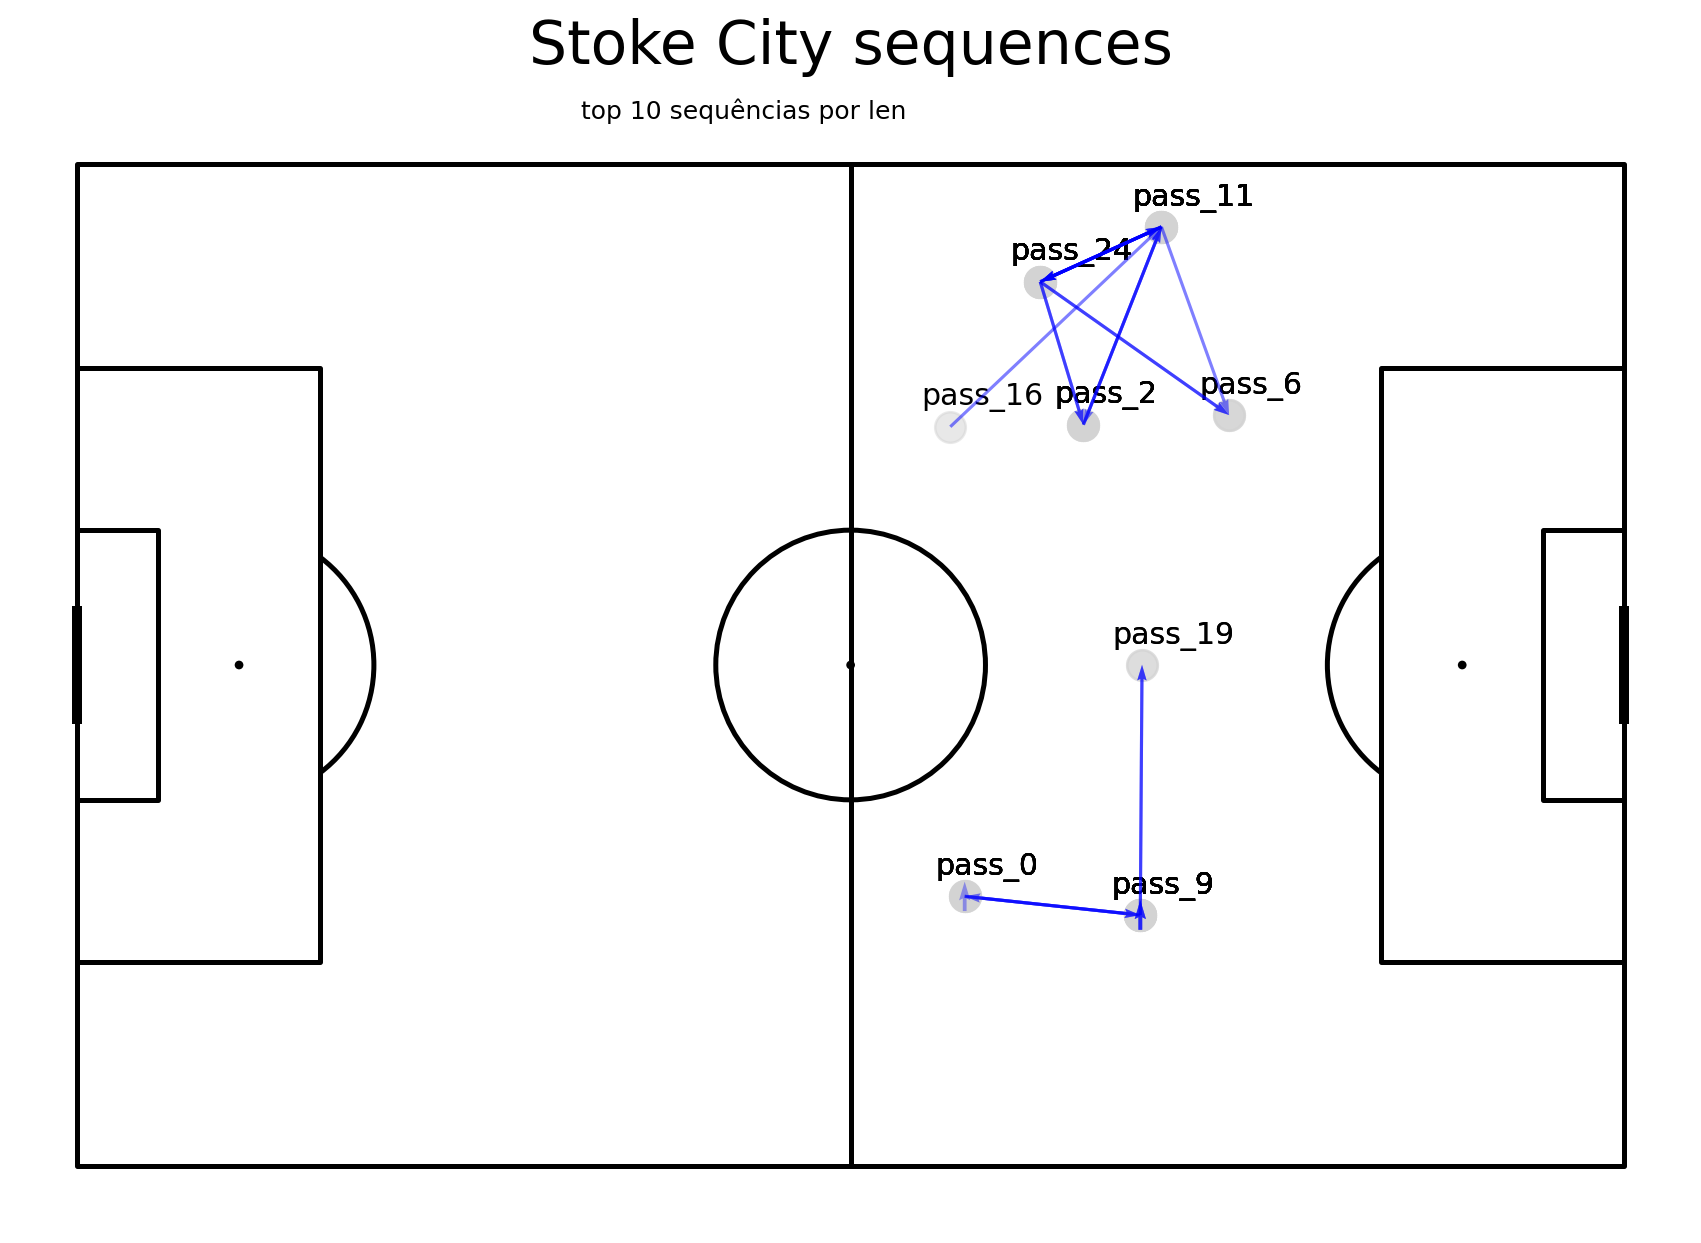 Stoke City sequences
top 10 sequências por len
pass_11
pass_24
pass_6
pass_16 pass_2
pass_19
pass_0
pass_9